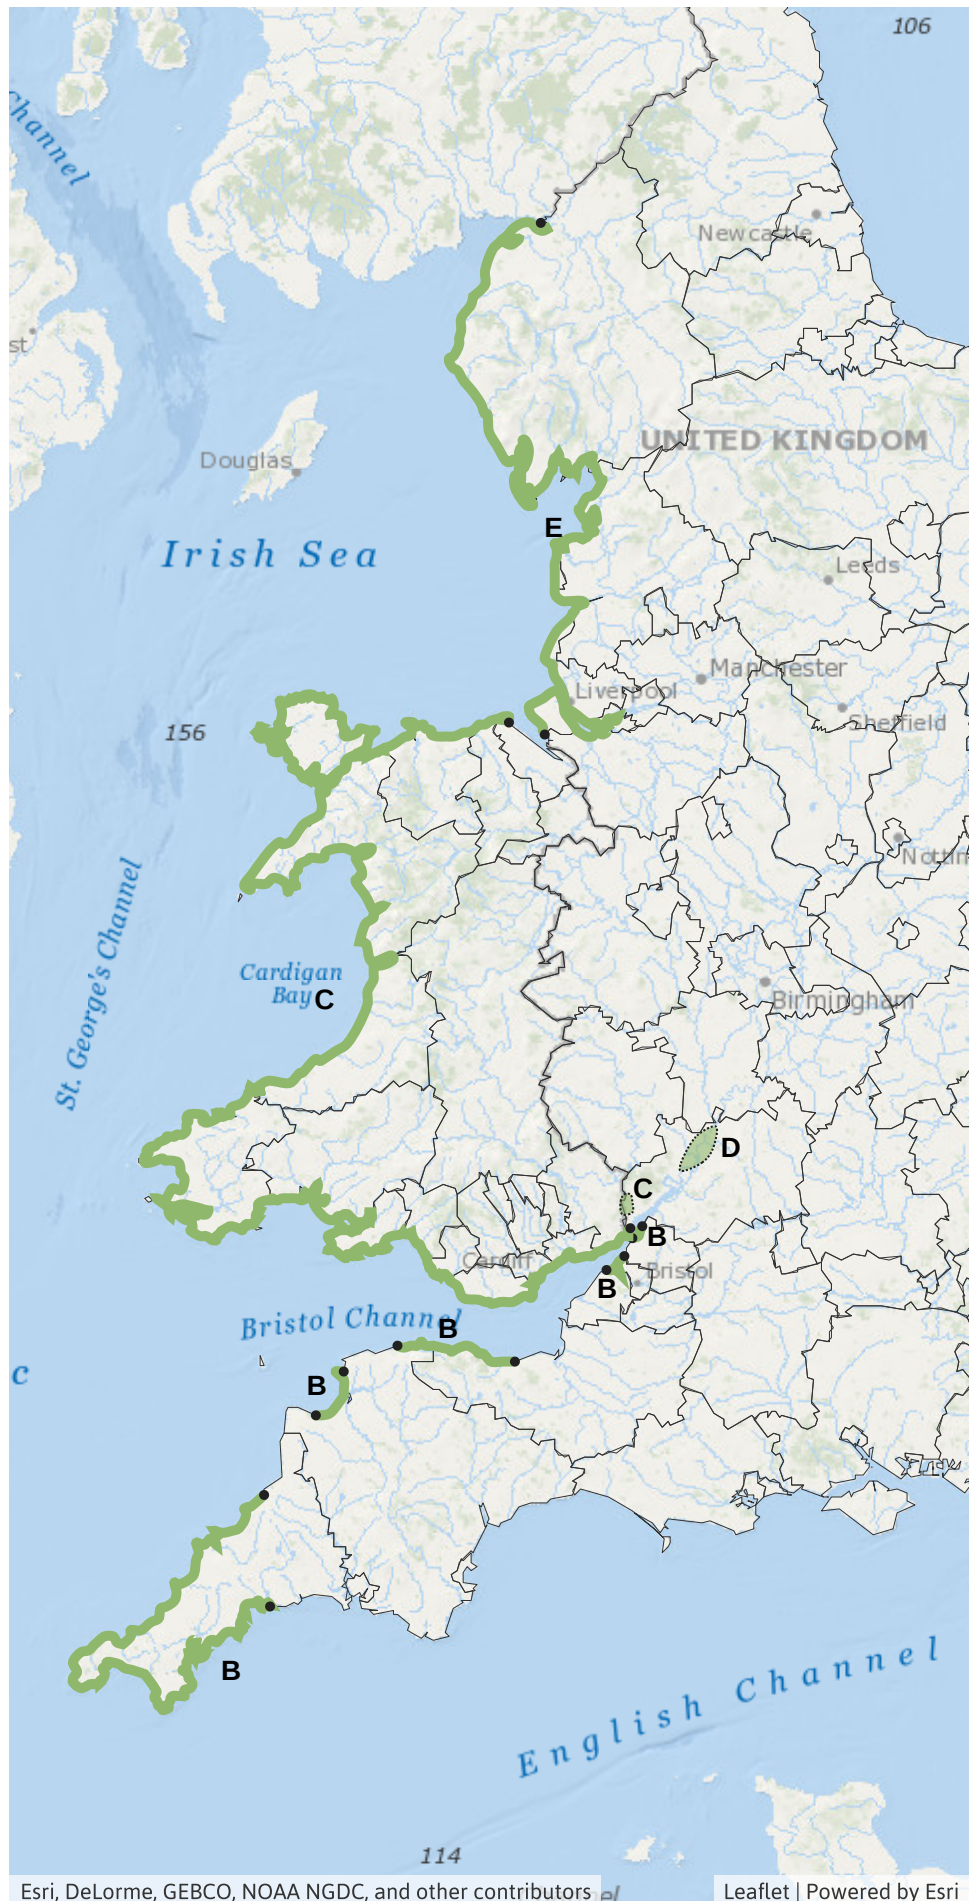 106
Channel
Newcastle
st
UNITED KINGDOM
Douglas
E
Irish Sea
Leeds
Manchester
Liverpool
Sheffield
156
Nottin
St. George's Channel
Cardigan
Bay
C
Birmingham
D
C
B
Cardiff
Bristol
B
Bristol Channel
B
c
B
B
English Channel
114
Esri, DeLorme, GEBCO, NOAA NGDC, and other contributors
Leaflet | Powered by Esri